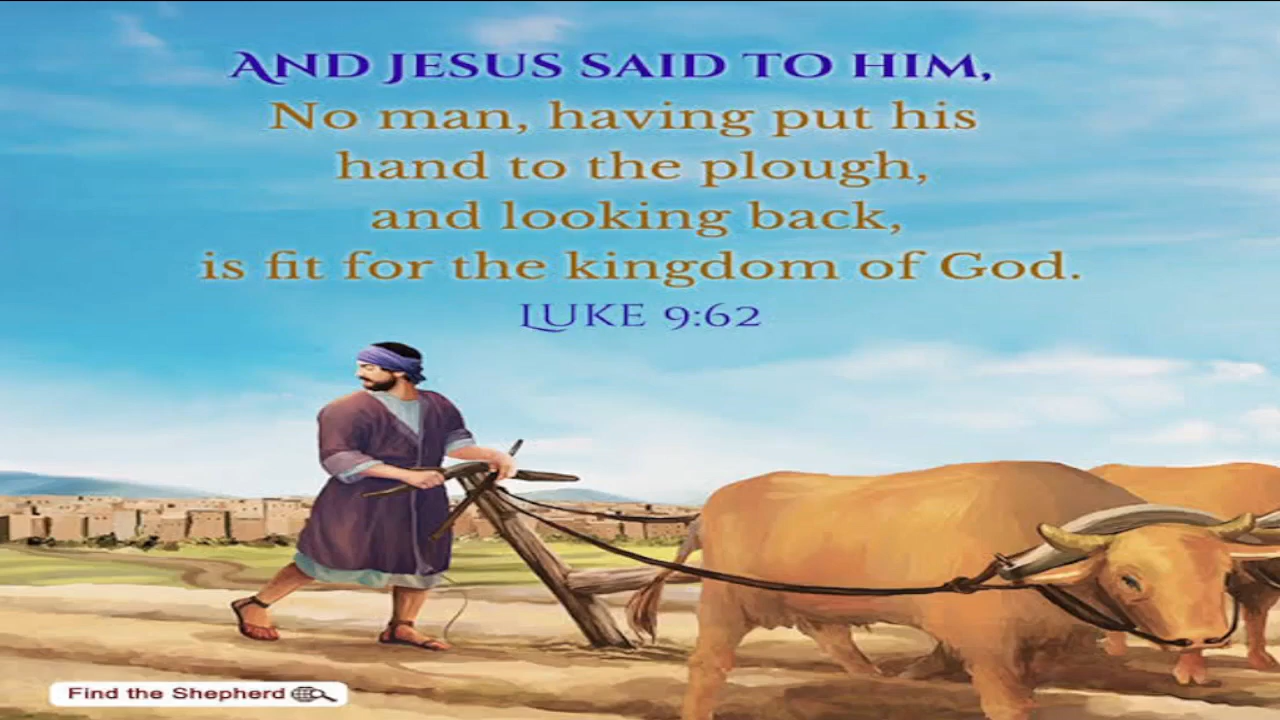 And Jesus said to him,
No man, having put his
hand to the plough,
and looking back,
is fit for the kingdom of God.
Luke 9:62
Find the Shepherd